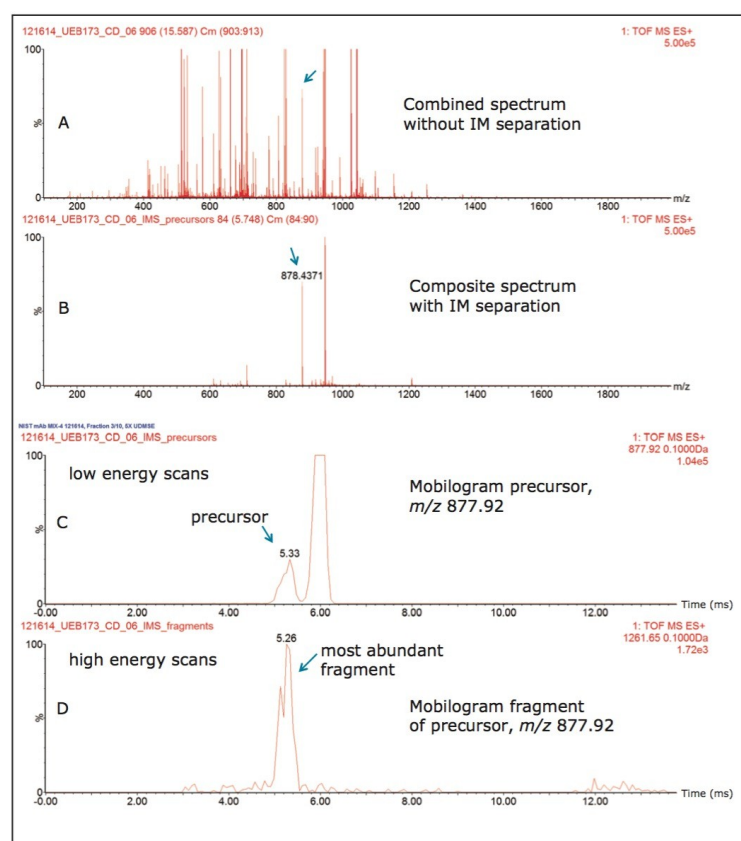 121614_UEB173_CD_06 906 (15.587) Cm (903:913)
1: TOF MS ES+
5.00e5
100
%
A
Combined spectrum
without IM separation
0
200 400 600 800 1000 1200 1400 1600 1800 m/z
121614_UEB173_CD_06_IMS_precursors 84 (5.748) Cm (84:90)
1: TOF MS ES+
5.00e5
100
878.4371
%
B
Composite spectrum
with IM separation
0
200 400 600 800 1000 1200 1400 1600 1800 m/z
NIST mAb MIX-4 121614, Fraction 3/10, 5X UDMSE
121614_UEB173_CD_06_IMS_precursors
1: TOF MS ES+
877.92 0.1000Da
1.04e5
100
low energy scans
Mobilogram precursor,
m/z 877.92
%
C
precursor
5.33
0
-0.00 2.00 4.00 6.00 8.00 10.00 12.00 Time (ms)
121614_UEB173_CD_06_IMS_fragments
1: TOF MS ES+
1261.65 0.1000Da
1.72e3
100
5.26
high energy scans
most abundant
fragment
%
D
Mobilogram fragment
of precursor, m/z 877.92
0
-0.00 2.00 4.00 6.00 8.00 10.00 12.00 Time (ms)